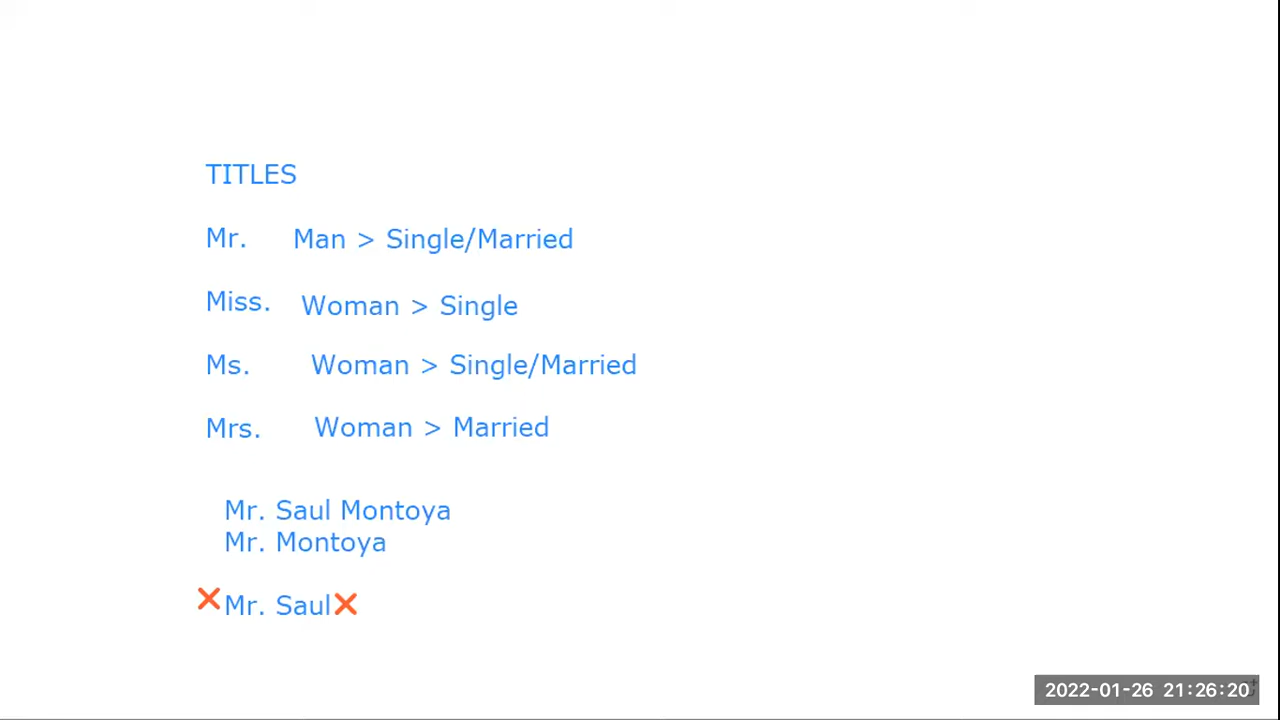 TITLES
Mr. Man > Single/Married
Miss. Woman > Single
Ms. Woman > Single/Married
Mrs. Woman > Married
Mr. Saul Montoya
Mr. Montoya
❌Mr. Saul❌
2022-01-26 21:26:20